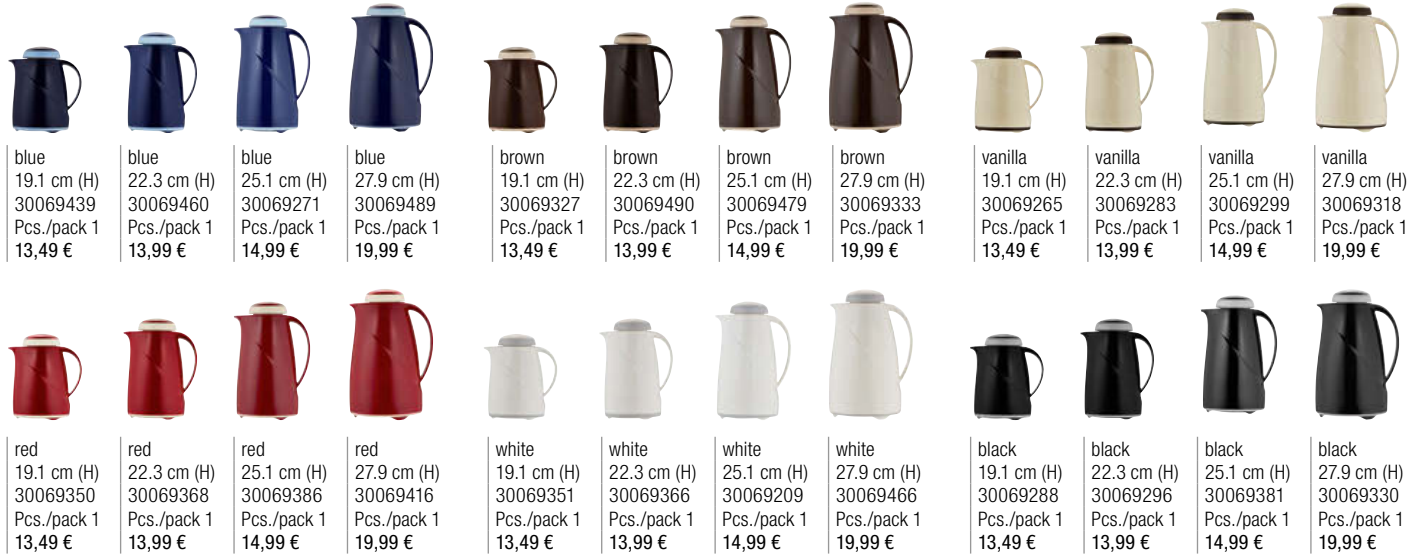 blue
19.1 cm (H)
30069439
Pcs./pack 1
13,49 €
blue
22.3 cm (H)
30069460
Pcs./pack 1
13,99 €
blue
25.1 cm (H)
30069271
Pcs./pack 1
14,99 €
blue
27.9 cm (H)
30069489
Pcs./pack 1
19,99 €
brown
19.1 cm (H)
30069327
Pcs./pack 1
13,49 €
brown
22.3 cm (H)
30069490
Pcs./pack 1
13,99 €
brown
25.1 cm (H)
30069479
Pcs./pack 1
14,99 €
brown
27.9 cm (H)
30069333
Pcs./pack 1
19,99 €
vanilla
19.1 cm (H)
30069265
Pcs./pack 1
13,49 €
vanilla
22.3 cm (H)
30069283
Pcs./pack 1
13,99 €
vanilla
25.1 cm (H)
30069299
Pcs./pack 1
14,99 €
vanilla
27.9 cm (H)
30069318
Pcs./pack 1
19,99 €
red
19.1 cm (H)
30069350
Pcs./pack 1
13,49 €
red
22.3 cm (H)
30069368
Pcs./pack 1
13,99 €
red
25.1 cm (H)
30069386
Pcs./pack 1
14,99 €
red
27.9 cm (H)
30069416
Pcs./pack 1
19,99 €
white
19.1 cm (H)
30069351
Pcs./pack 1
13,49 €
white
22.3 cm (H)
30069366
Pcs./pack 1
13,99 €
white
25.1 cm (H)
30069209
Pcs./pack 1
14,99 €
white
27.9 cm (H)
30069466
Pcs./pack 1
19,99 €
black
19.1 cm (H)
30069288
Pcs./pack 1
13,49 €
black
22.3 cm (H)
30069296
Pcs./pack 1
13,99 €
black
25.1 cm (H)
30069381
Pcs./pack 1
14,99 €
black
27.9 cm (H)
30069330
Pcs./pack 1
19,99 €